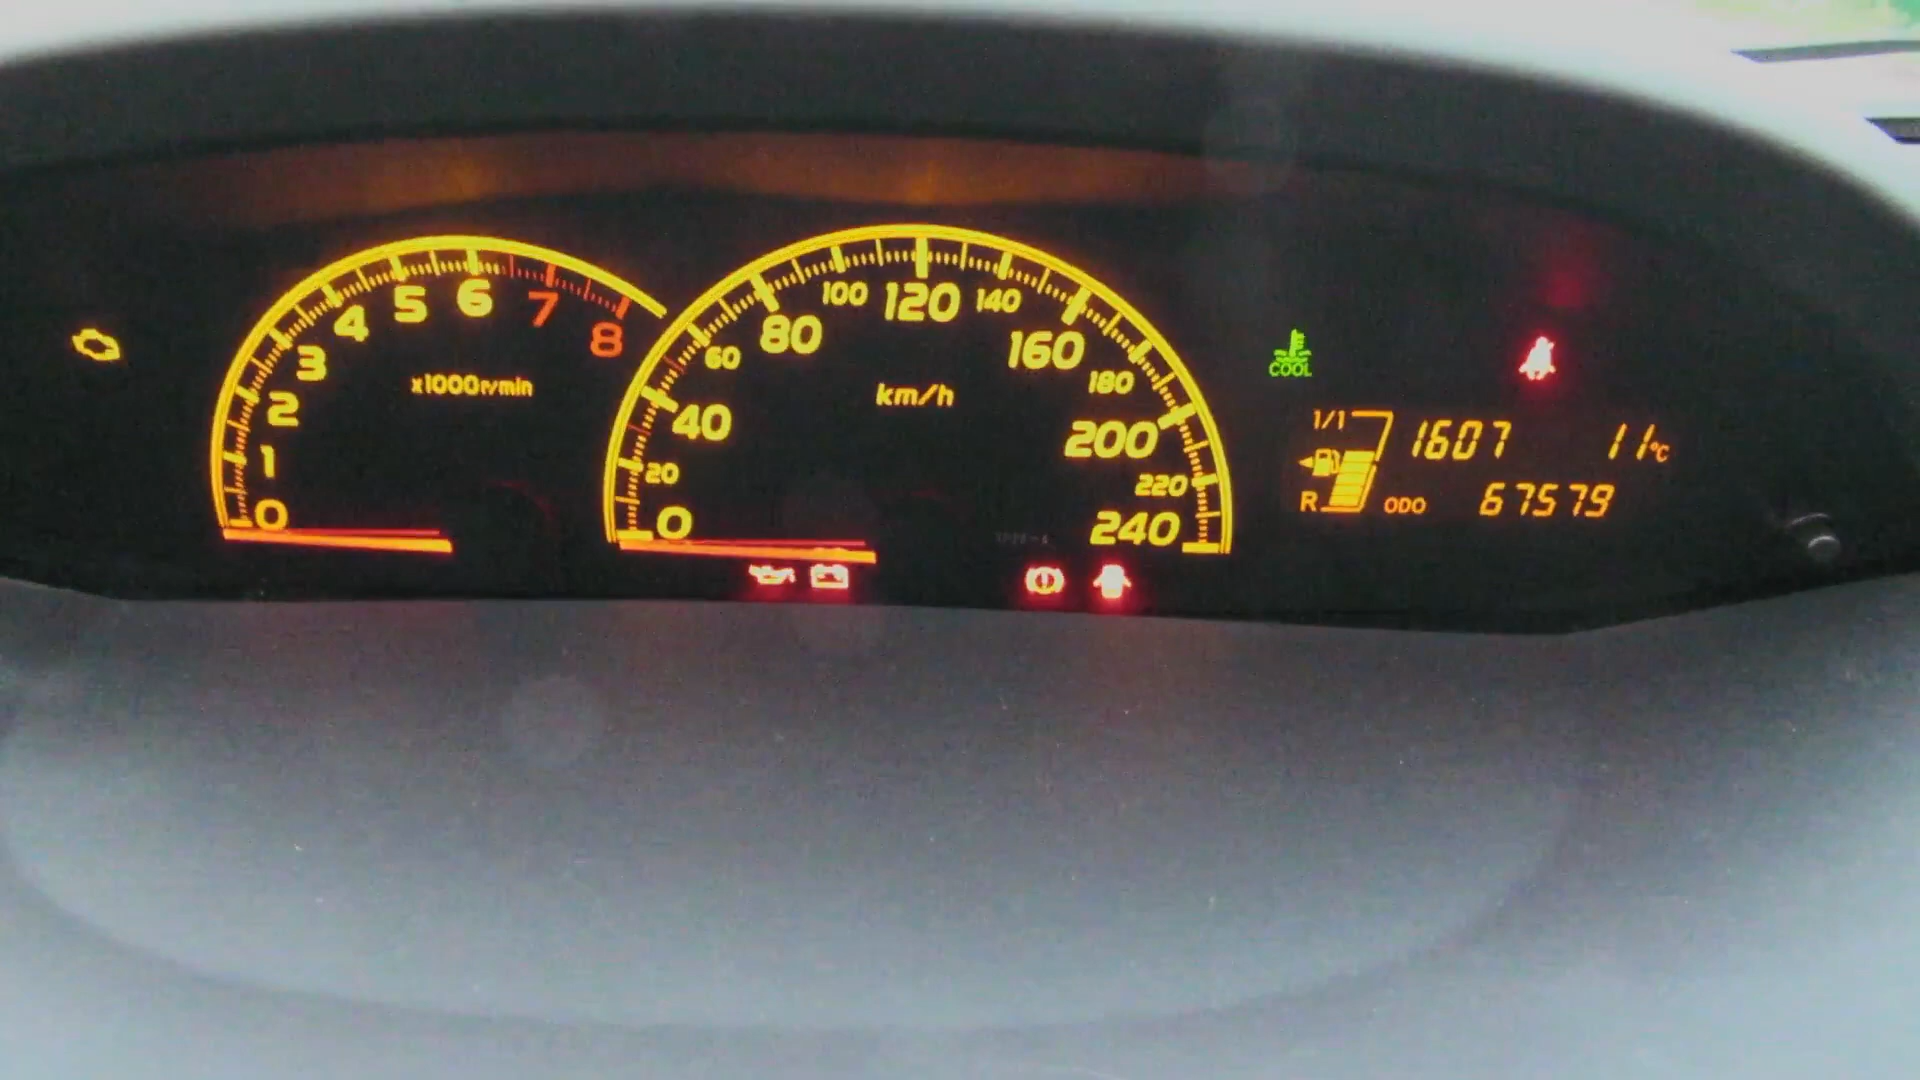 0 1 2 3 4 5 6 7 8
x1000r/min
0 20 40 60 80 100 120 140 160 180 200 220 240
km/h
E
COOL
1/1
1607 11°C
R
ODO 67579